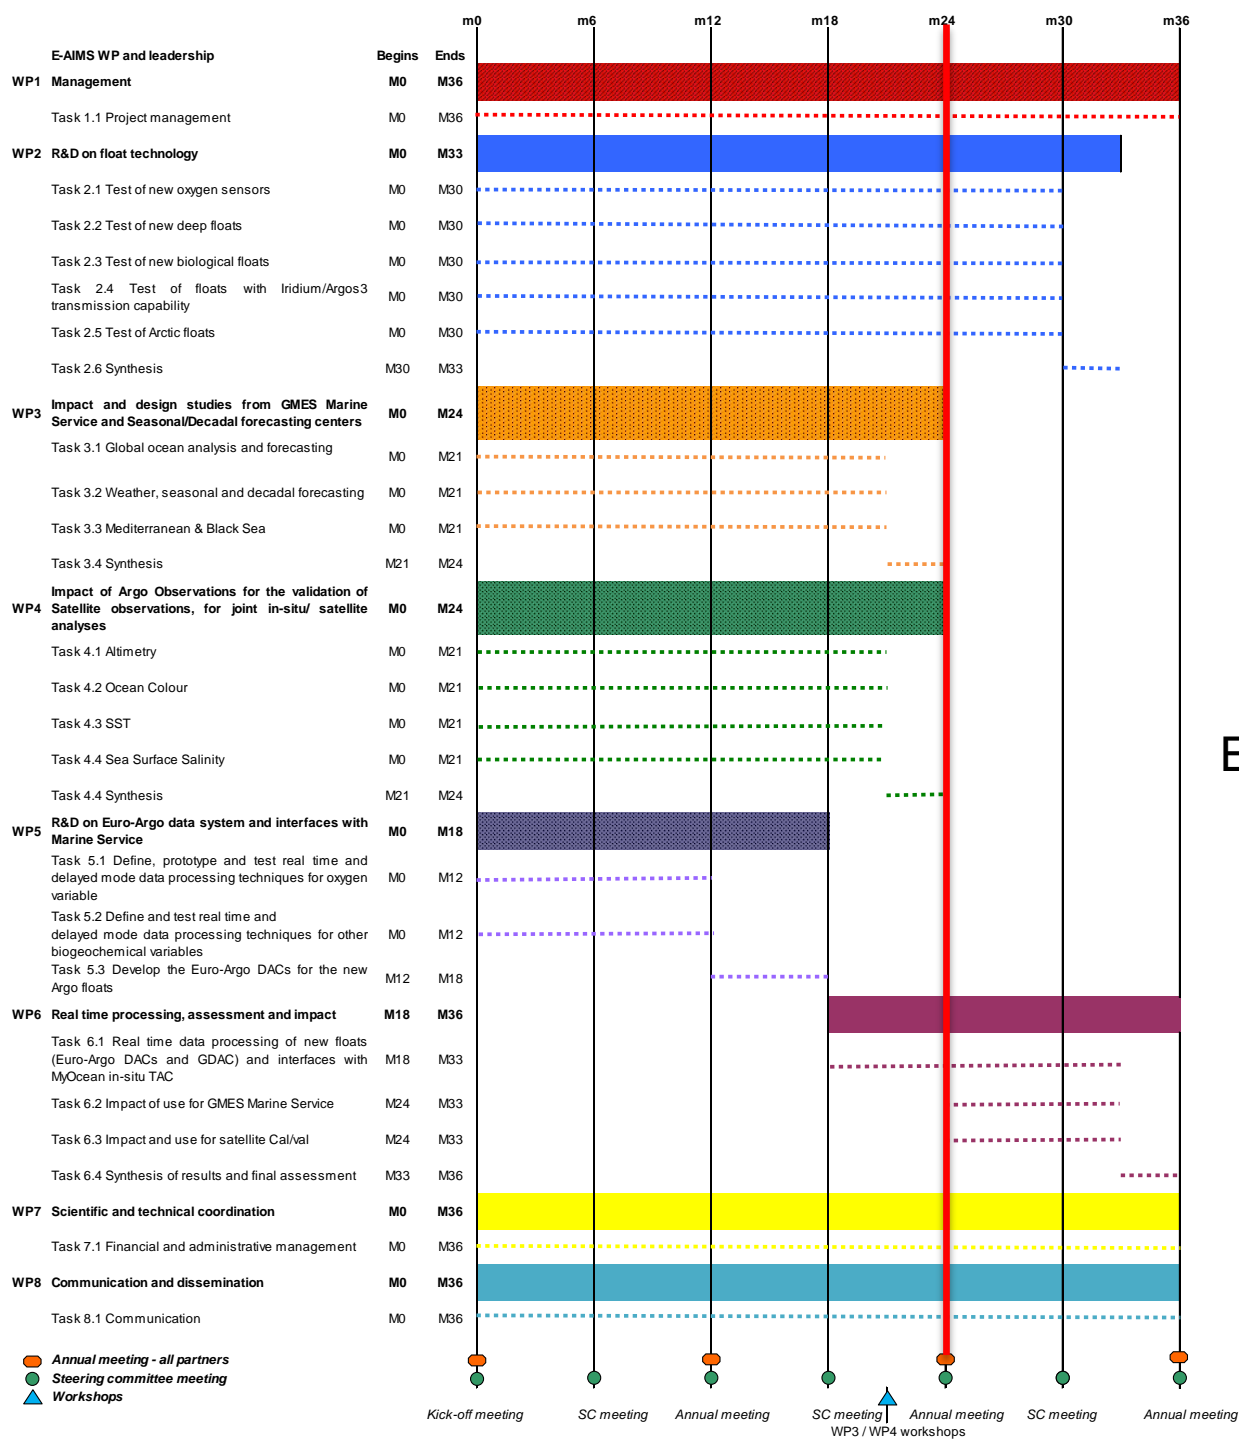 m0 m6 m12 m18 m24 m30 m36
E-AIMS WP and leadership Begins Ends
WP1 Management M0 M36
Task 1.1 Project management M0 M36
WP2 R&D on float technology M0 M33
Task 2.1 Test of new oxygen sensors M0 M30
Task 2.2 Test of new deep floats M0 M30
Task 2.3 Test of new biological floats M0 M30
Task 2.4 Test of floats with Iridium/Argos3
transmission capability M0 M30
Task 2.5 Test of Arctic floats M0 M30
Task 2.6 Synthesis M30 M33
Impact and design studies from GMES Marine
WP3 Service and Seasonal/Decadal forecasting centers M0 M24
Task 3.1 Global ocean analysis and forecasting M0 M21
Task 3.2 Weather, seasonal and decadal forecasting M0 M21
Task 3.3 Mediterranean & Black Sea M0 M21
Task 3.4 Synthesis M21 M24
Impact of Argo Observations for the validation of
WP4 Satellite observations, for joint in-situ/ satellite M0 M24
analyses
Task 4.1 Altimetry M0 M21
Task 4.2 Ocean Colour M0 M21
Task 4.3 SST M0 M21
Task 4.4 Sea Surface Salinity M0 M21
Task 4.4 Synthesis M21 M24
WP5 R&D on Euro-Argo data system and interfaces with M0 M18
Marine Service
Task 5.1 Define, prototype and test real time and
delayed mode data processing techniques for oxygen M0 M12
variable
Task 5.2 Define and test real time and
delayed mode data processing techniques for other M0 M12
biogeochemical variables
Task 5.3 Develop the Euro-Argo DACs for the new M12 M18
Argo floats
WP6 Real time processing, assessment and impact M18 M36
Task 6.1 Real time data processing of new floats
(Euro-Argo DACs and GDAC) and interfaces with M18 M33
MyOcean in-situ TAC
Task 6.2 Impact of use for GMES Marine Service M24 M33
Task 6.3 Impact and use for satellite Cal/val M24 M33
Task 6.4 Synthesis of results and final assessment M33 M36
WP7 Scientific and technical coordination M0 M36
Task 7.1 Financial and administrative management M0 M36
WP8 Communication and dissemination M0 M36
Task 8.1 Communication M0 M36
E
Annual meeting - all partners
Steering committee meeting
Workshops
Kick-off meeting SC meeting Annual meeting SC meeting Annual meeting SC meeting Annual meeting
WP3 / WP4 workshops